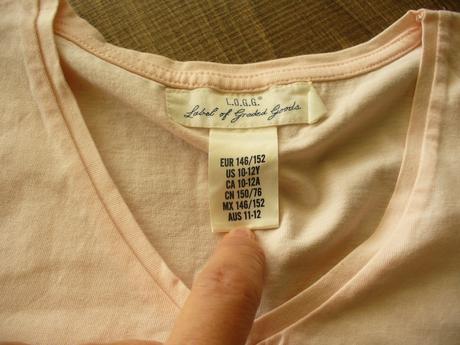 L.O.G.G.®
Label of Graded Goods
EUR 146/152
US 10-12Y
CA 10-12A
CN 150/76
MX 146/152
AUS 11-12